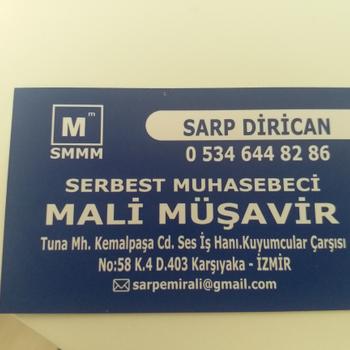 Mm
SMMM
SARP DİRİCAN
0 534 644 82 86
SERBEST MUHASEBECİ
MALİ MÜŞAVİR
Tuna Mh. Kemalpaşa Cd. Ses İş Hanı.Kuyumcular Çarşısı
No:58 K.4 D.403 Karşıyaka - İZMİR
sarpemirali@gmail.com